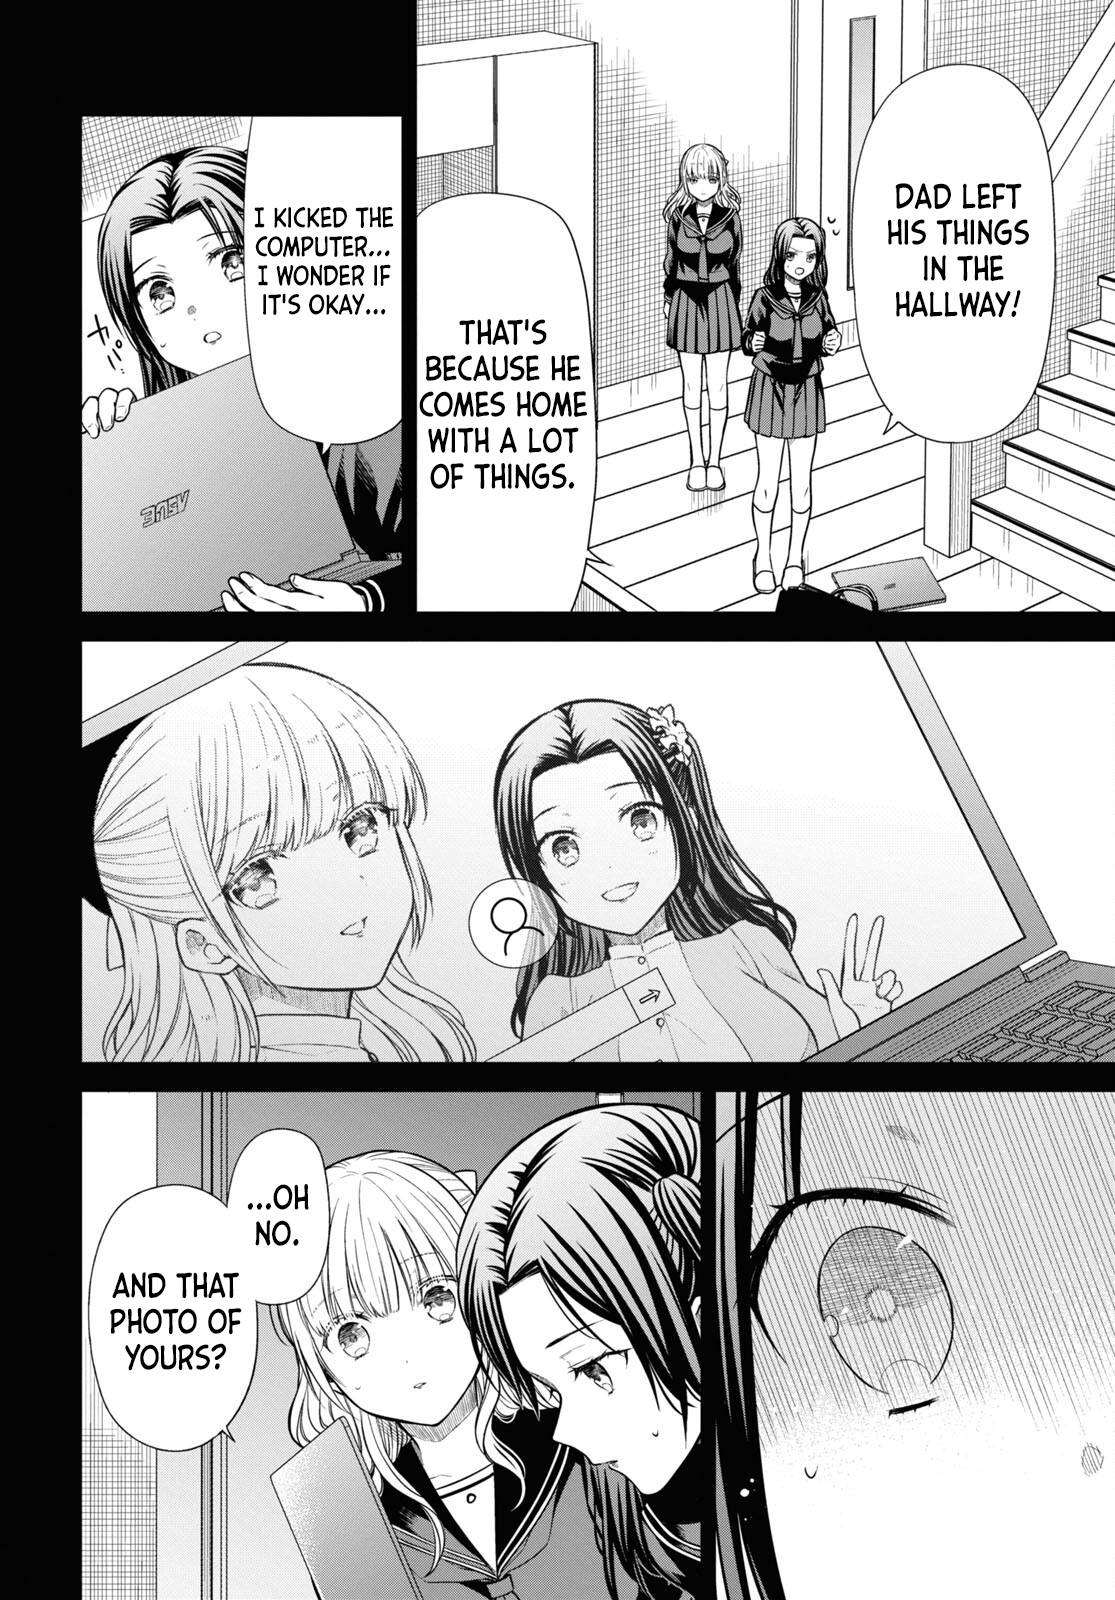 DAD LEFT
HIS THINGS
IN THE
HALLWAY!
THAT'S
BECAUSE HE
COMES HOME
WITH A LOT
OF THINGS.
I KICKED THE
COMPUTER...
I WONDER IF
IT'S OKAY...
...OH
NO.
AND THAT
PHOTO OF
YOURS?